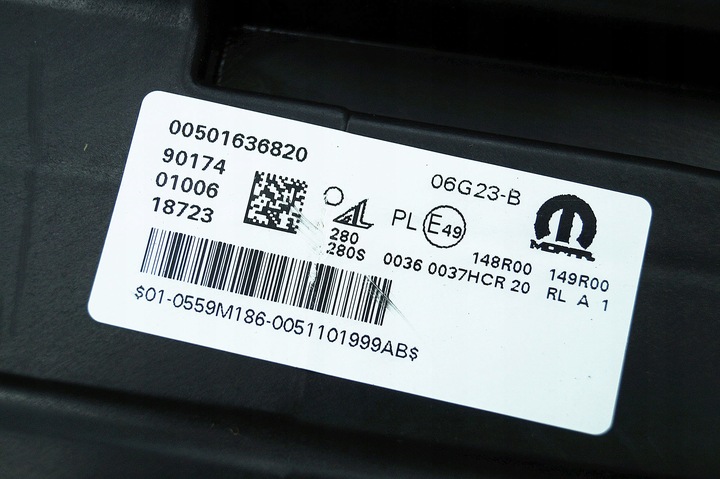 00501636820
90174
01006
18723
06G23-B
PL E49
MOPAR
280
280S
148R00 149R00
0036 0037HCR 20 RL A 1
$01-0559M186-0051101999AB$